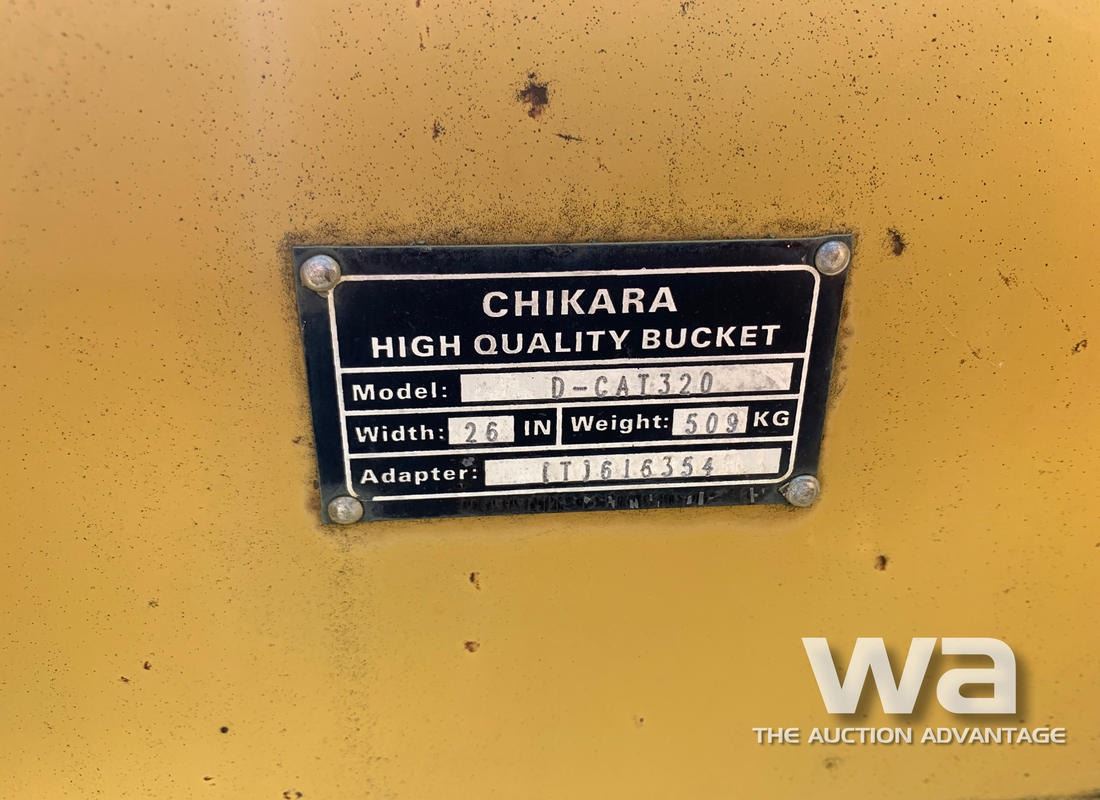 CHIKARA
HIGH QUALITY BUCKET
Model: D-CAT320
Width: 26 IN Weight: 509 KG
Adapter: (T)616354
wa
THE AUCTION ADVANTAGE